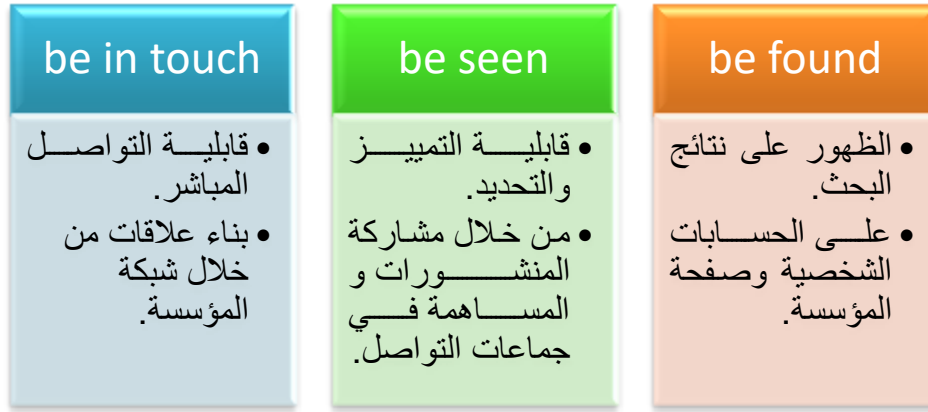 be found
• الظهور على نتائج
البحث.
• على الحسابات
الشخصية وصفحة
المؤسسة.
be seen
• قابلية التمييز
والتحديد.
• من خلال مشاركة
المنشورات و
المساهمة في
جماعات التواصل.
be in touch
• قابلية التواصل
المباشر.
• بناء علاقات من
خلال شبكة
المؤسسة.